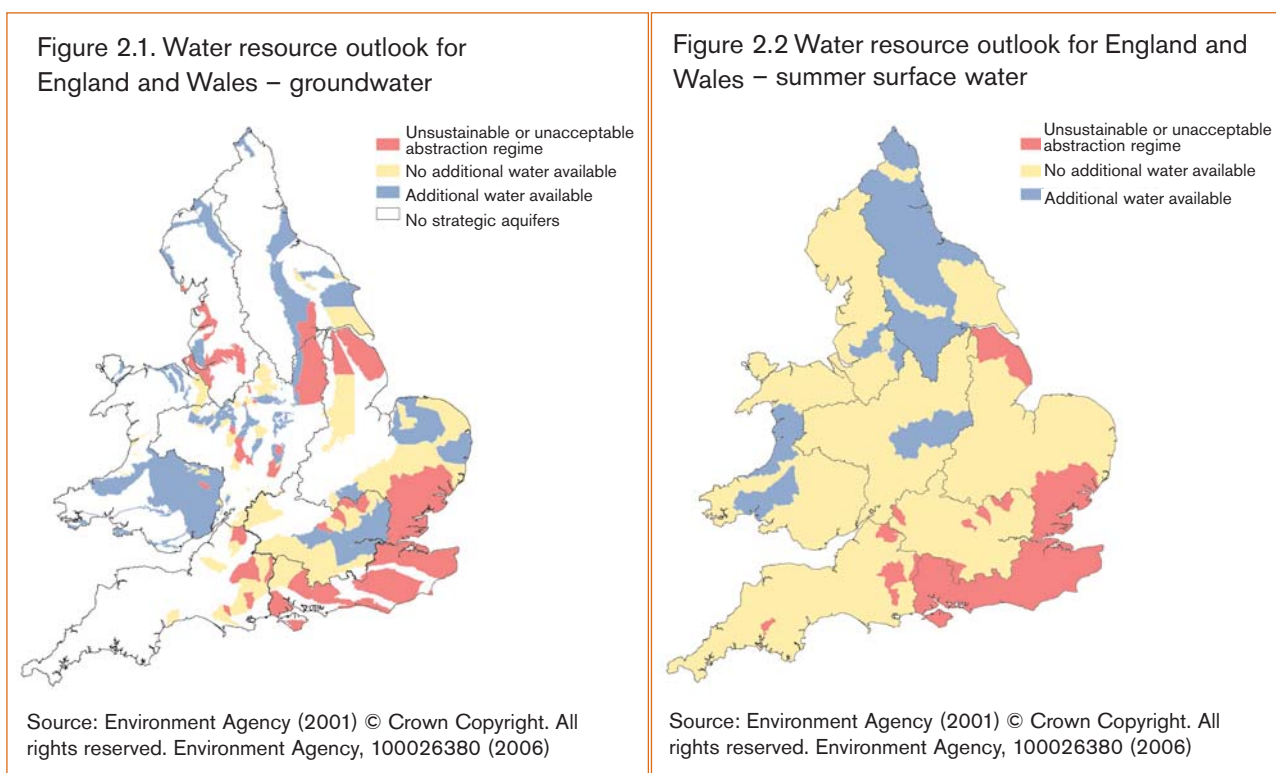 Figure 2.1. Water resource outlook for
England and Wales – groundwater
Unsustainable or unacceptable
abstraction regime
No additional water available
Additional water available
No strategic aquifers
Source: Environment Agency (2001) © Crown Copyright. All
rights reserved. Environment Agency, 100026380 (2006)
Figure 2.2 Water resource outlook for England and
Wales – summer surface water
Unsustainable or unacceptable
abstraction regime
No additional water available
Additional water available
Source: Environment Agency (2001) © Crown Copyright. All
rights reserved. Environment Agency, 100026380 (2006)